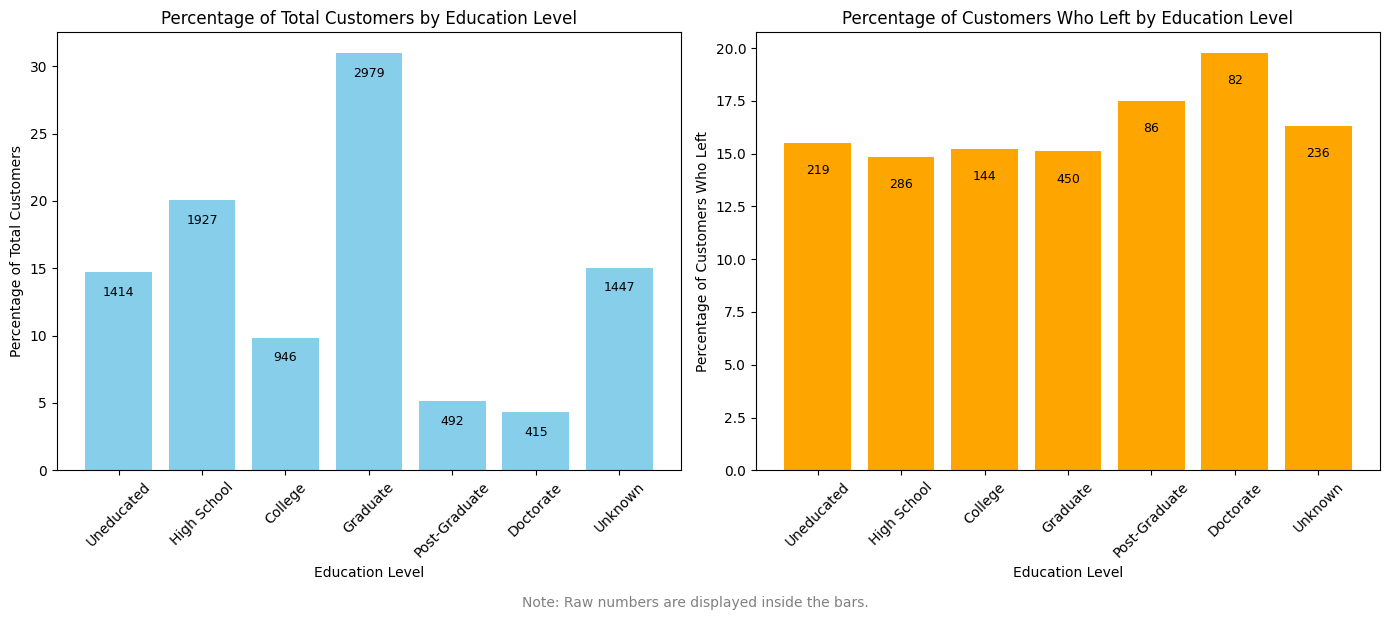 Percentage of Total Customers by Education Level
Percentage of Total Customers
30
25
20
15
10
5
0
2979
1927
1414
1447
946
492
415
Uneducated
High School
College
Graduate
Post-Graduate
Doctorate
Unknown
Education Level
Percentage of Customers Who Left by Education Level
Percentage of Customers Who Left
20.0
17.5
15.0
12.5
10.0
7.5
5.0
2.5
0.0
219
286
144
450
86
82
236
Uneducated
High School
College
Graduate
Post-Graduate
Doctorate
Unknown
Education Level
Note: Raw numbers are displayed inside the bars.